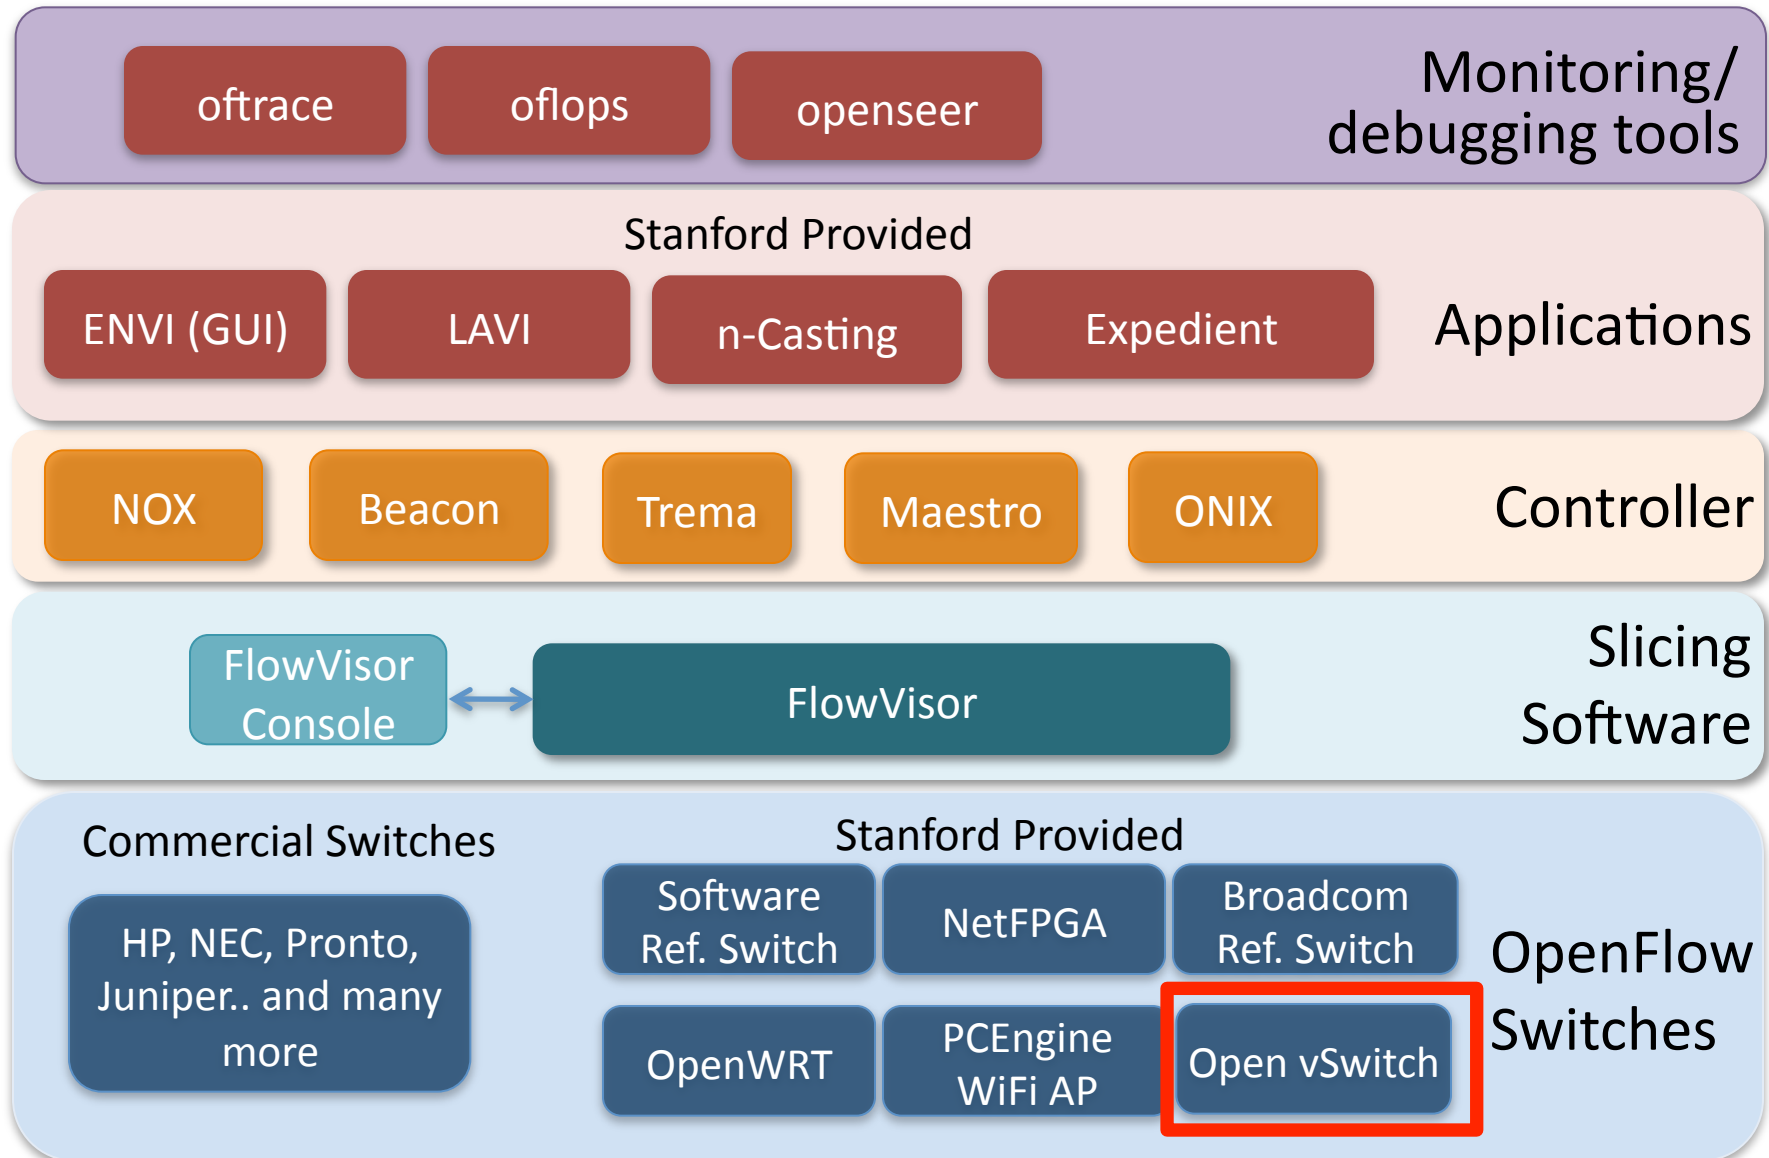 oftrace
oflops
openseer
Monitoring/
debugging tools
Stanford Provided
ENVI (GUI)
LAVI
n-Casting
Expedient
Applications
NOX
Beacon
Trema
Maestro
ONIX
Controller
FlowVisor
Console
FlowVisor
Slicing
Software
Commercial Switches
HP, NEC, Pronto,
Juniper.. and many
more
Stanford Provided
Software
Ref. Switch
NetFPGA
Broadcom
Ref. Switch
OpenWRT
PCEngine
WiFi AP
Open vSwitch
OpenFlow
Switches